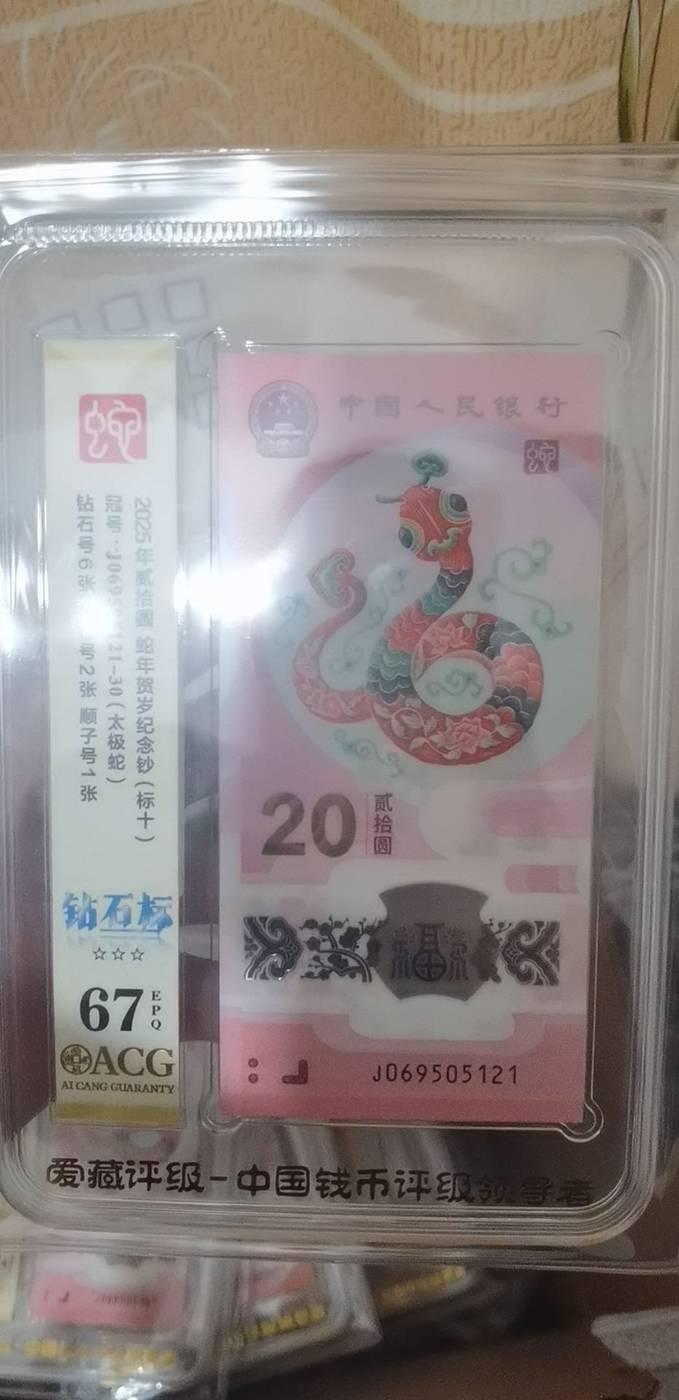 蛇
2025年贰拾圆 蛇年贺岁纪念钞(标十)
冠号:J069505121-30(太极蛇)
钻石号6张 号2张 顺子号1张
钻石标
☆☆☆
67 EPQ
ACG
AI CANG GUARANTY
中国人民银行
蛇
20 贰拾圆
福
J069505121
爱藏评级-中国钱币评级领导者